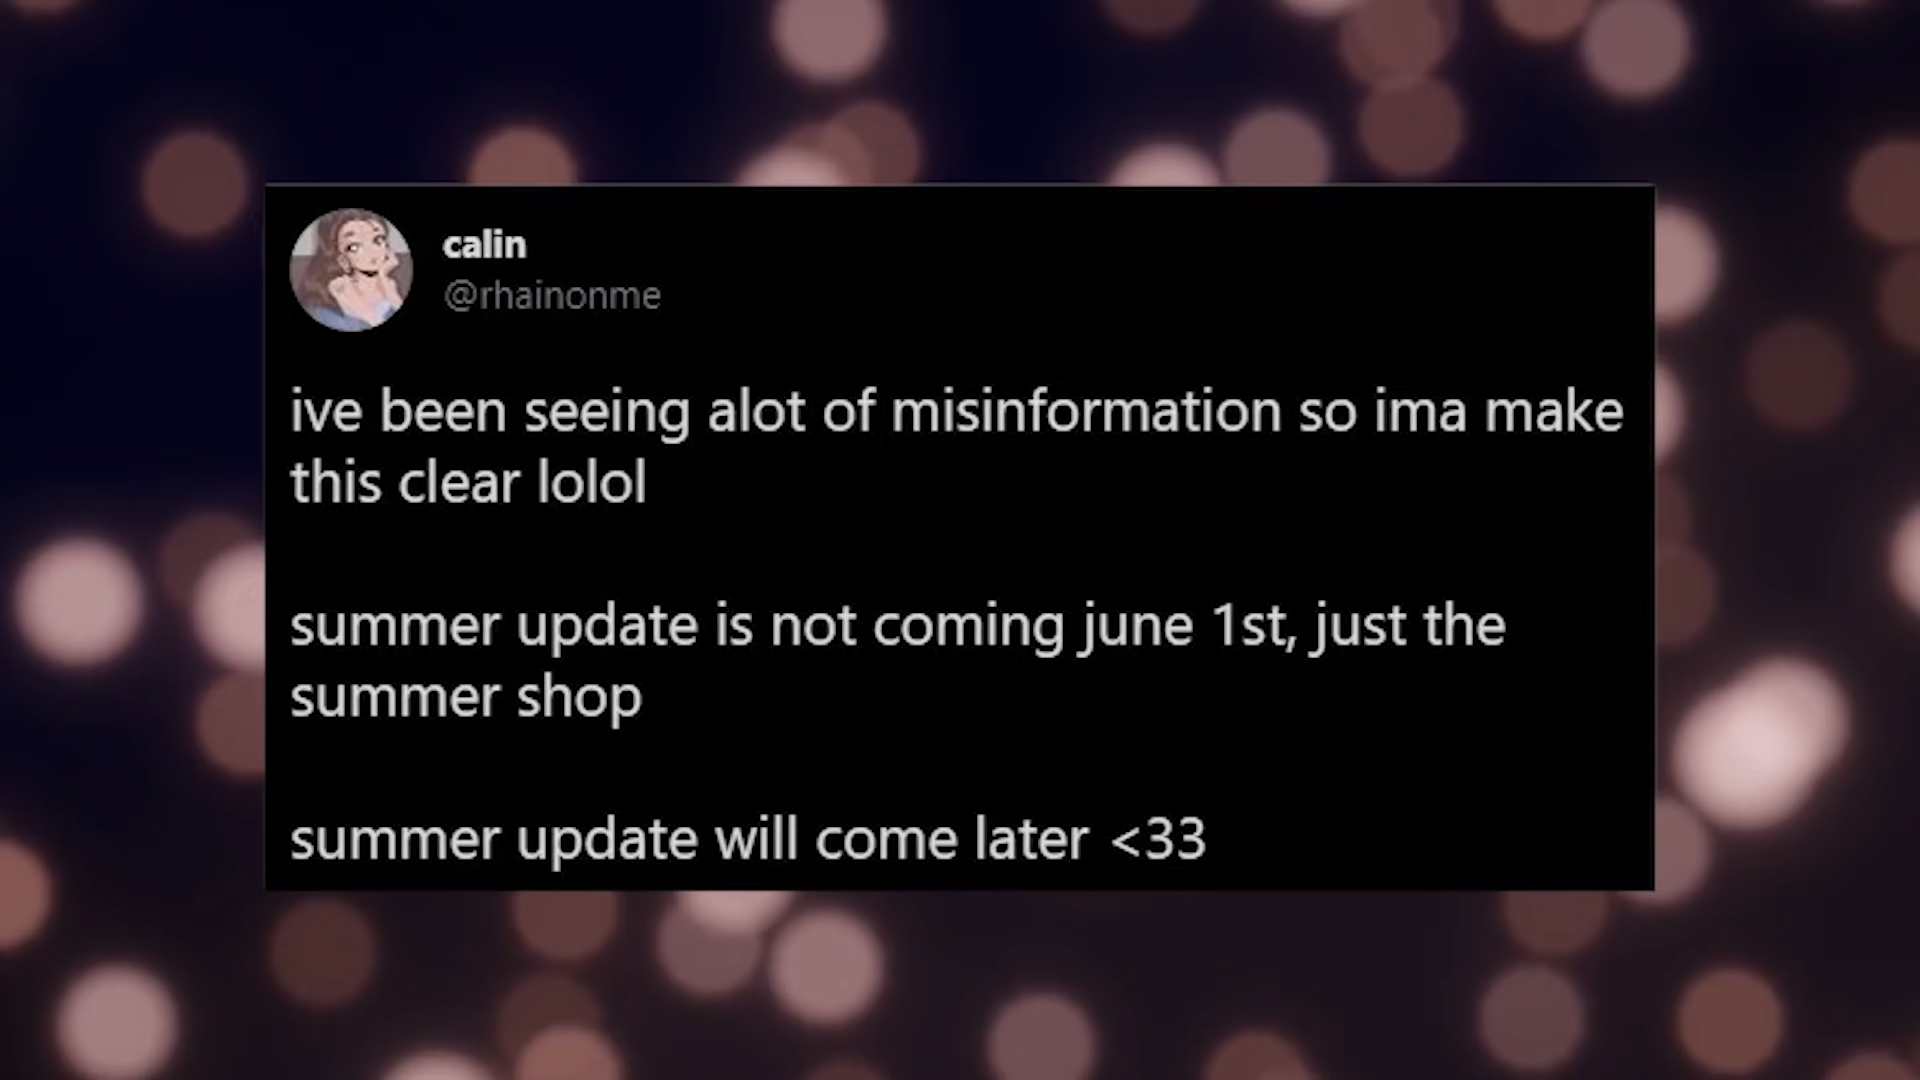 calin
@rhainonme
ive been seeing alot of misinformation so ima make
this clear lolol
summer update is not coming june 1st, just the
summer shop
summer update will come later <33